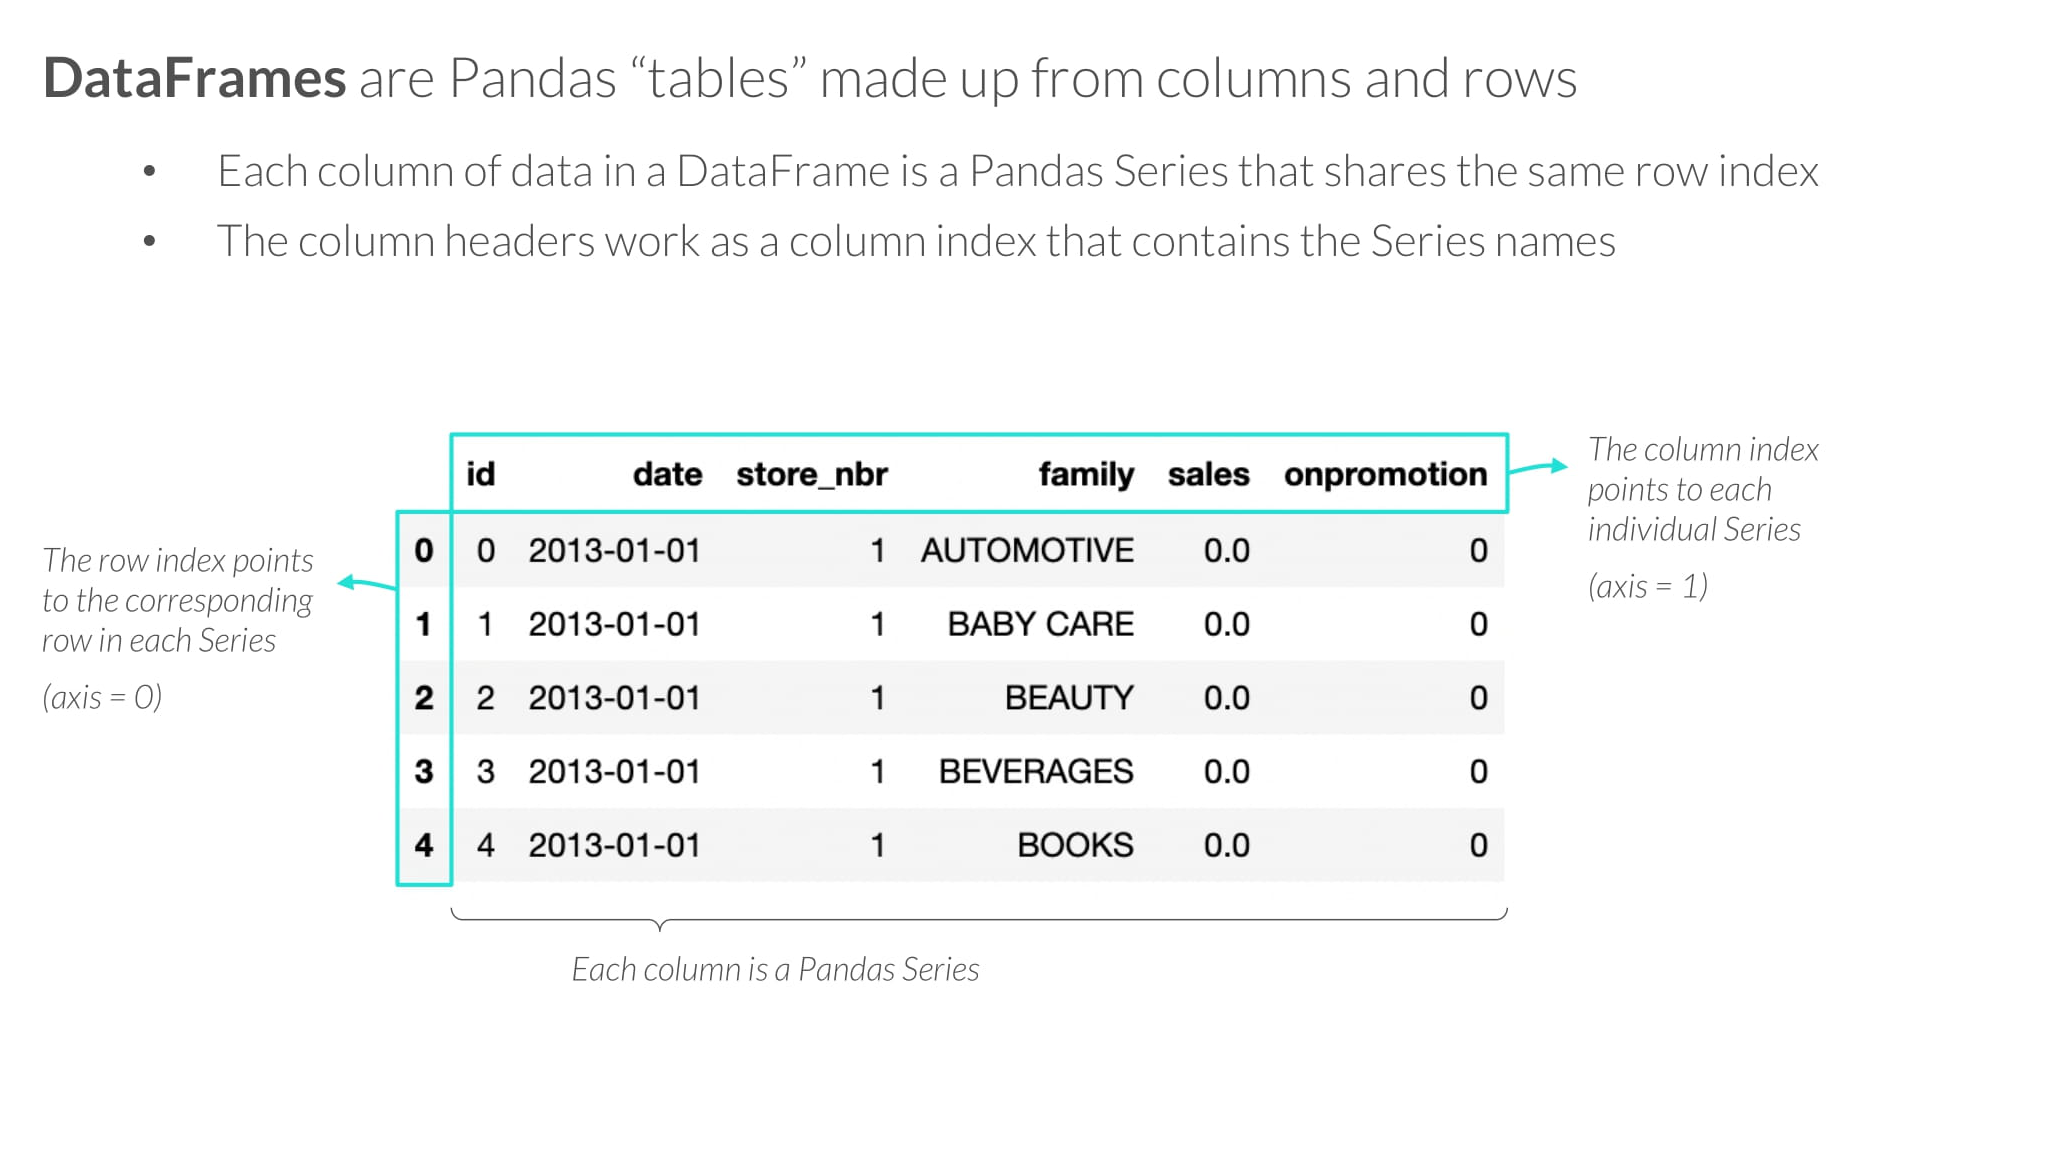 DataFrames are Pandas “tables” made up from columns and rows
• Each column of data in a DataFrame is a Pandas Series that shares the same row index
• The column headers work as a column index that contains the Series names
id date store_nbr family sales onpromotion
0 0 2013-01-01 1 AUTOMOTIVE 0.0 0
1 1 2013-01-01 1 BABY CARE 0.0 0
2 2 2013-01-01 1 BEAUTY 0.0 0
3 3 2013-01-01 1 BEVERAGES 0.0 0
4 4 2013-01-01 1 BOOKS 0.0 0
The row index points
to the corresponding
row in each Series
(axis = 0)
The column index
points to each
individual Series
(axis = 1)
Each column is a Pandas Series